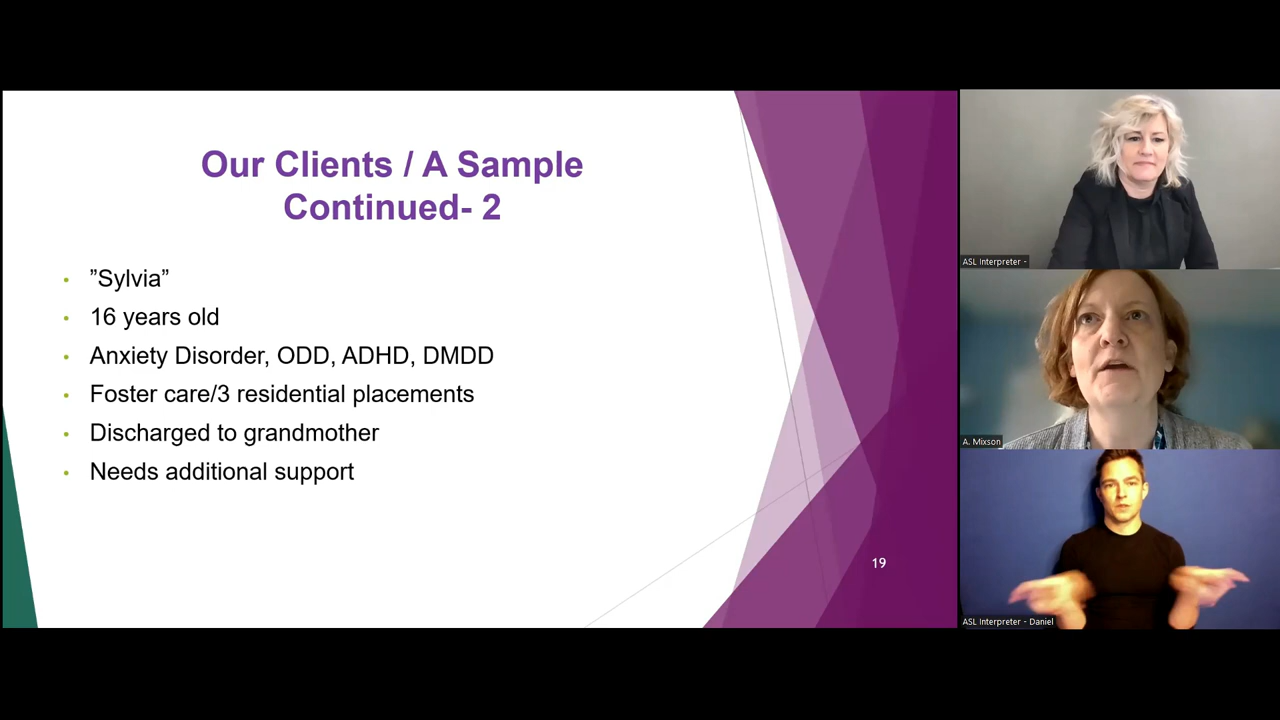 Our Clients / A Sample
Continued- 2
”Sylvia”
16 years old
Anxiety Disorder, ODD, ADHD, DMDD
Foster care/3 residential placements
Discharged to grandmother
Needs additional support
19
ASL Interpreter -
A. Mixson
ASL Interpreter - Daniel